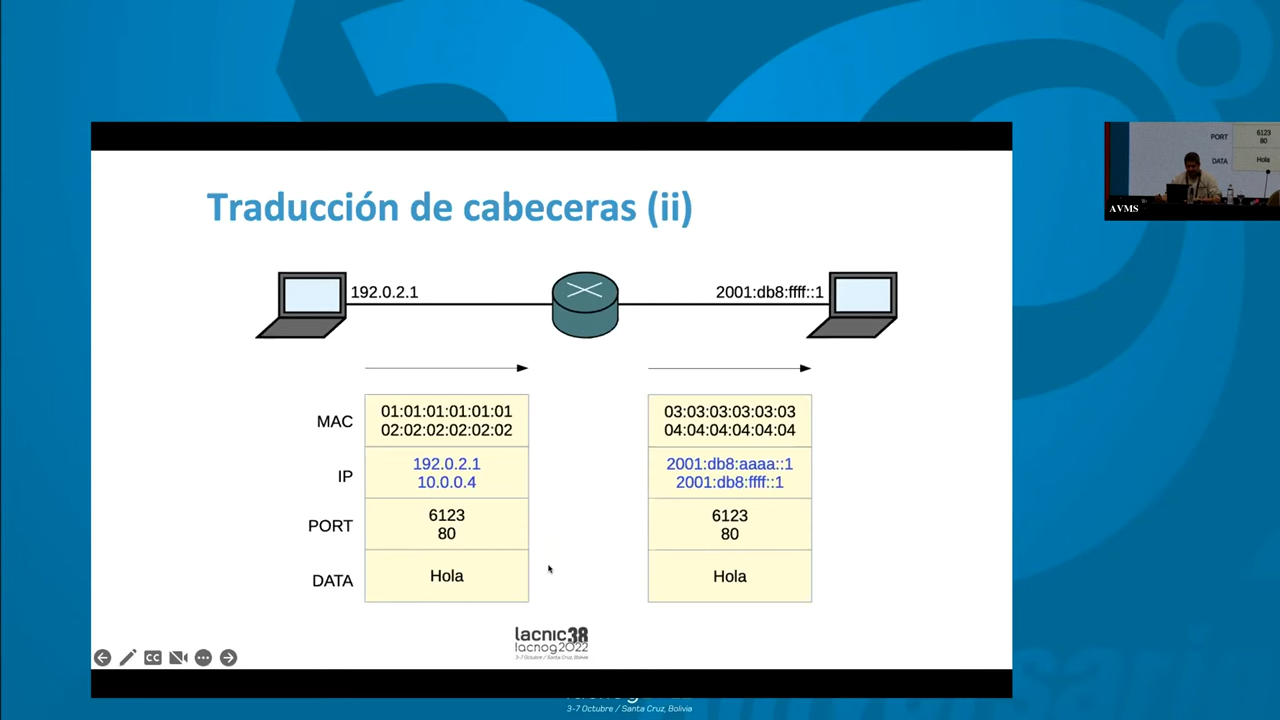 Traducción de cabeceras (ii)
192.0.2.1
2001:db8:ffff::1
MAC
01:01:01:01:01:01
02:02:02:02:02:02
03:03:03:03:03:03
04:04:04:04:04:04
IP
192.0.2.1
10.0.0.4
2001:db8:aaaa::1
2001:db8:ffff::1
PORT
6123
80
6123
80
DATA
Hola
Hola
lacnic38
lacnog2022
3-7 Octubre / Santa Cruz, Bolivia
CC
PORT
6123
80
DATA
Hola
AVMS
3-7 Octubre / Santa Cruz, Bolivia